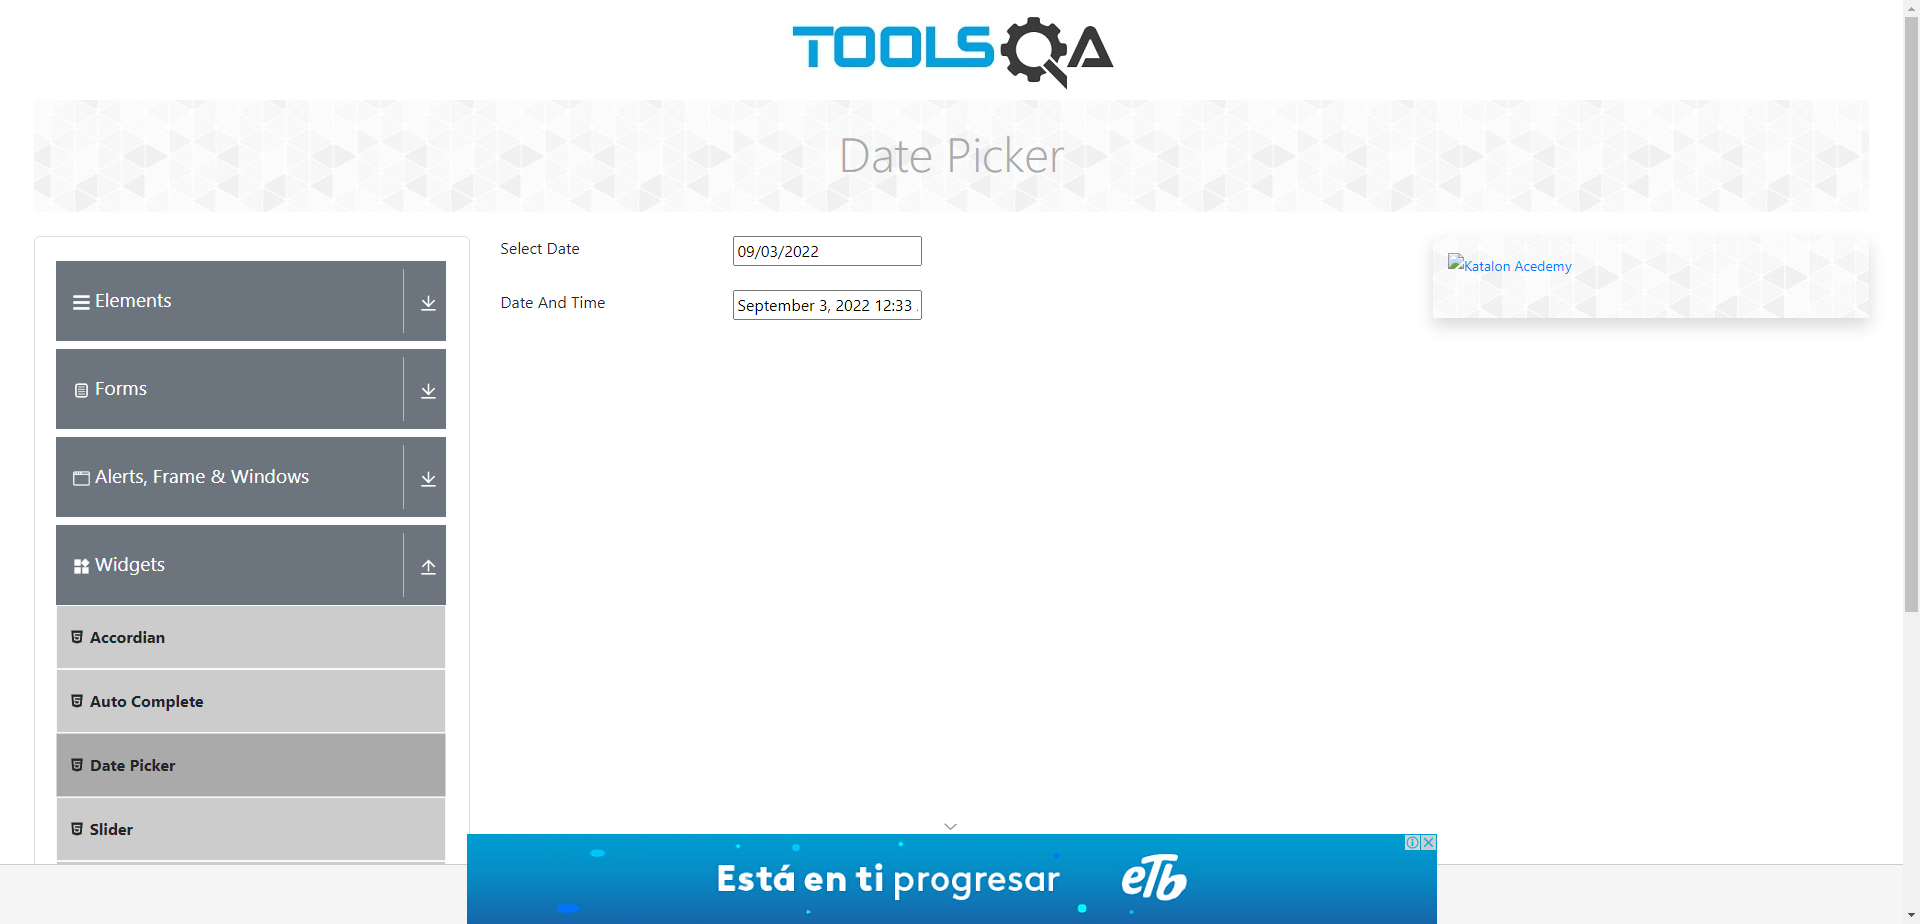 TOOLSQA
Date Picker
Elements
Forms
Alerts, Frame & Windows
Widgets
Accordian
Auto Complete
Date Picker
Slider
Select Date
09/03/2022
Date And Time
September 3, 2022 12:33
Katalon Acedemy
Está en ti progresar
eTb